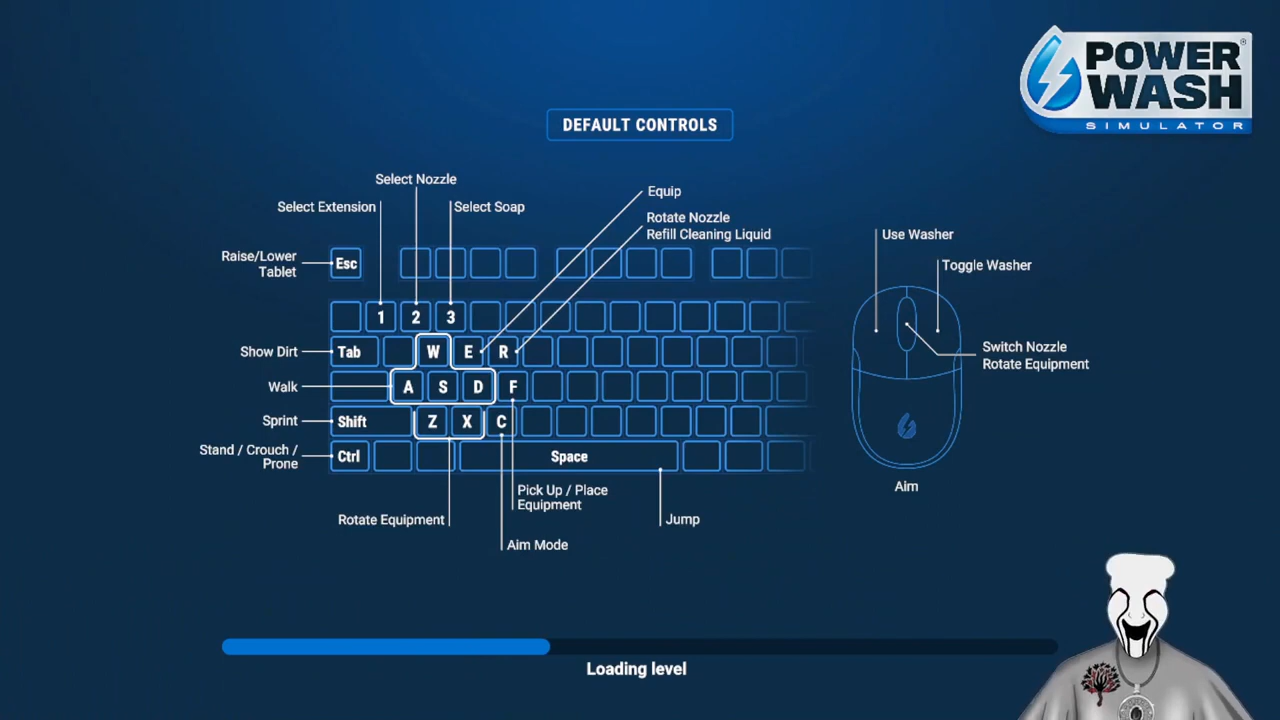 POWER
WASH
SIMULATOR
DEFAULT CONTROLS
Select Nozzle
Select Extension
Select Soap
Equip
Rotate Nozzle
Refill Cleaning Liquid
Raise/Lower
Tablet
Esc
1 2 3
Show Dirt
Tab W E R
Walk
A S D F
Sprint
Shift Z X C
Stand / Crouch /
Prone
Ctrl Space
Rotate Equipment
Pick Up / Place
Equipment
Aim Mode
Jump
Use Washer
Toggle Washer
Switch Nozzle
Rotate Equipment
Aim
Loading level